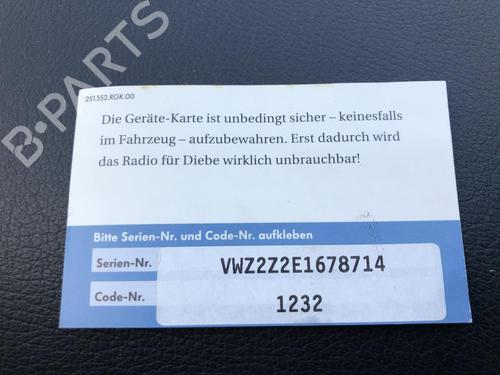 B-PARTS
251.552.RGK.00
Die Geräte-Karte ist unbedingt sicher – keinesfalls
im Fahrzeug – aufzubewahren. Erst dadurch wird
das Radio für Diebe wirklich unbrauchbar!
Bitte Serien-Nr. und Code-Nr. aufkleben
Serien-Nr. VWZ2Z2E1678714
Code-Nr. 1232